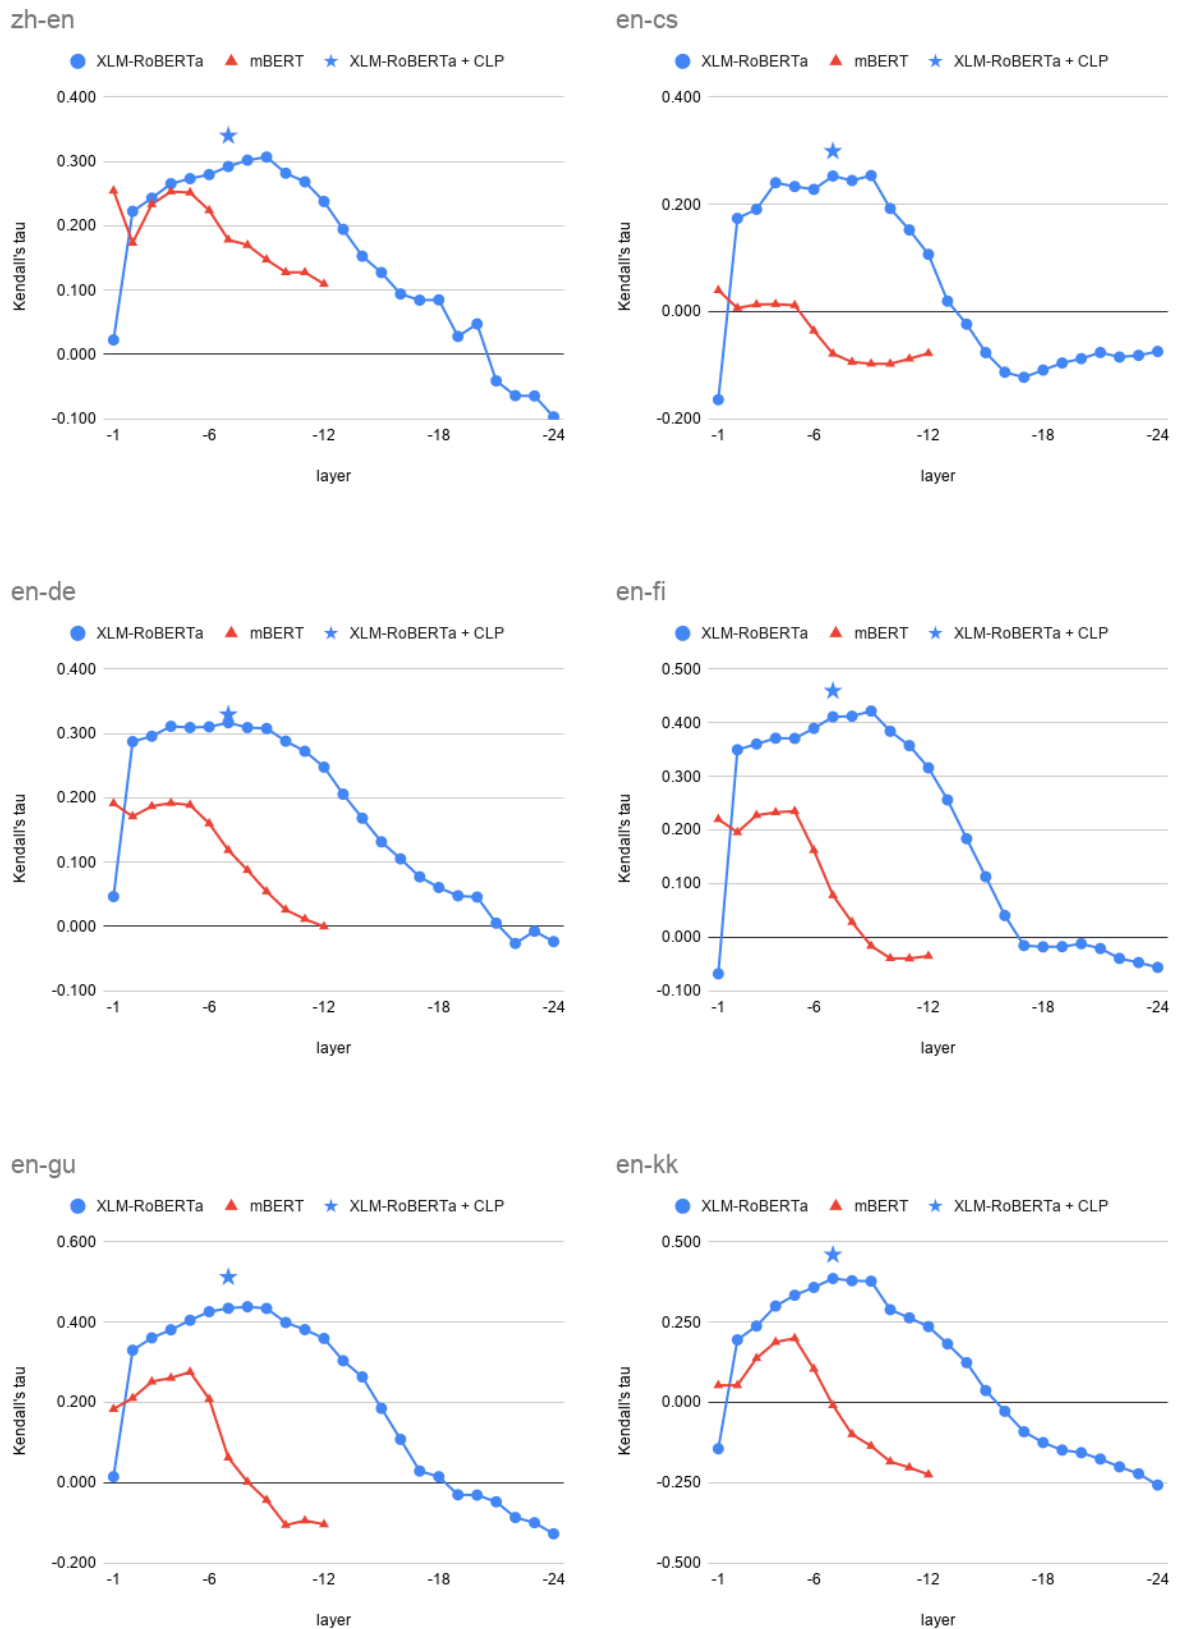 zh-en
XLM-RoBERTa mBERT XLM-RoBERTa + CLP
0.400
0.300
0.200
0.100
0.000
-0.100
Kendall's tau
-1 -6 -12 -18 -24
layer
en-cs
XLM-RoBERTa mBERT XLM-RoBERTa + CLP
0.400
0.200
0.000
-0.200
Kendall's tau
-1 -6 -12 -18 -24
layer
en-de
XLM-RoBERTa mBERT XLM-RoBERTa + CLP
0.400
0.300
0.200
0.100
0.000
-0.100
Kendall's tau
-1 -6 -12 -18 -24
layer
en-fi
XLM-RoBERTa mBERT XLM-RoBERTa + CLP
0.500
0.400
0.300
0.200
0.100
0.000
-0.100
Kendall's tau
-1 -6 -12 -18 -24
layer
en-gu
XLM-RoBERTa mBERT XLM-RoBERTa + CLP
0.600
0.400
0.200
0.000
-0.200
Kendall's tau
-1 -6 -12 -18 -24
layer
en-kk
XLM-RoBERTa mBERT XLM-RoBERTa + CLP
0.500
0.250
0.000
-0.250
-0.500
Kendall's tau
-1 -6 -12 -18 -24
layer